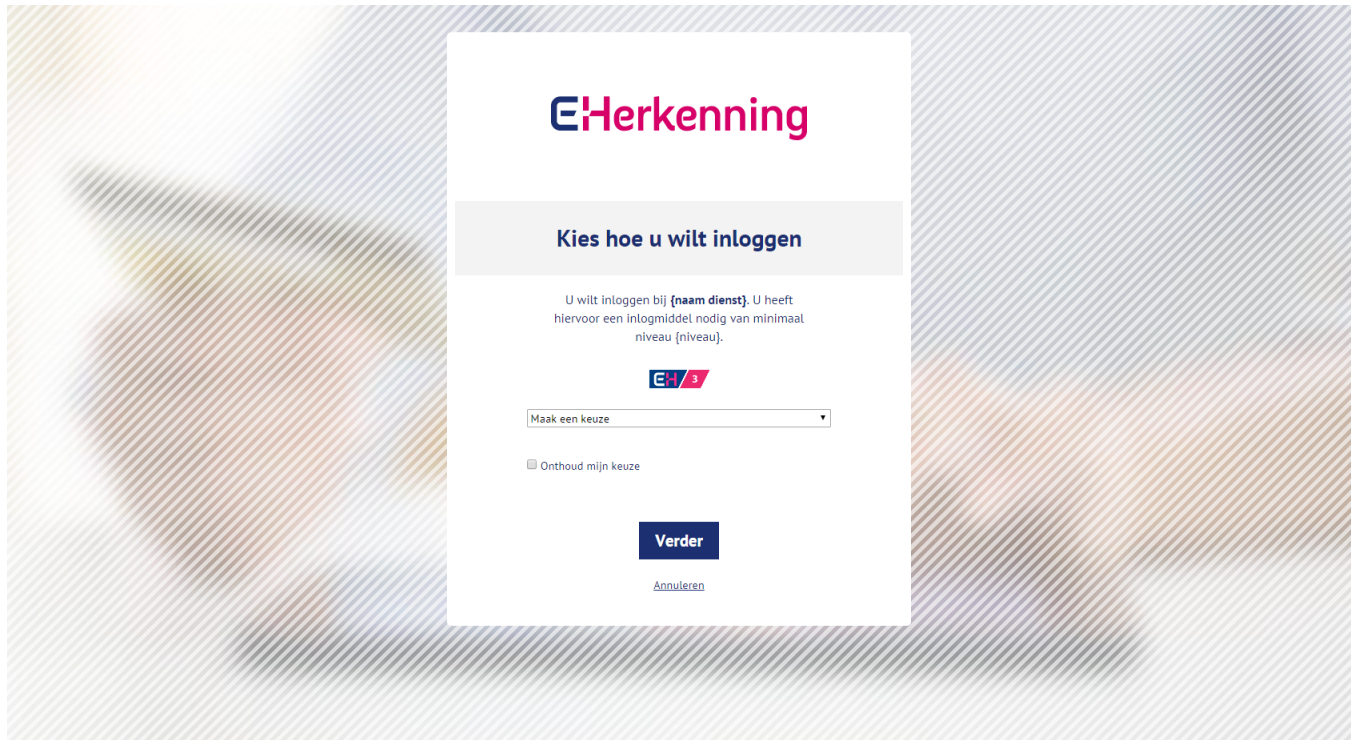 EHerkenning
Kies hoe u wilt inloggen
U wilt inloggen bij {naam dienst}. U heeft
hiervoor een inlogmiddel nodig van minimaal
niveau {niveau}.
EH 3
Maak een keuze
Onthoud mijn keuze
Verder
Annuleren